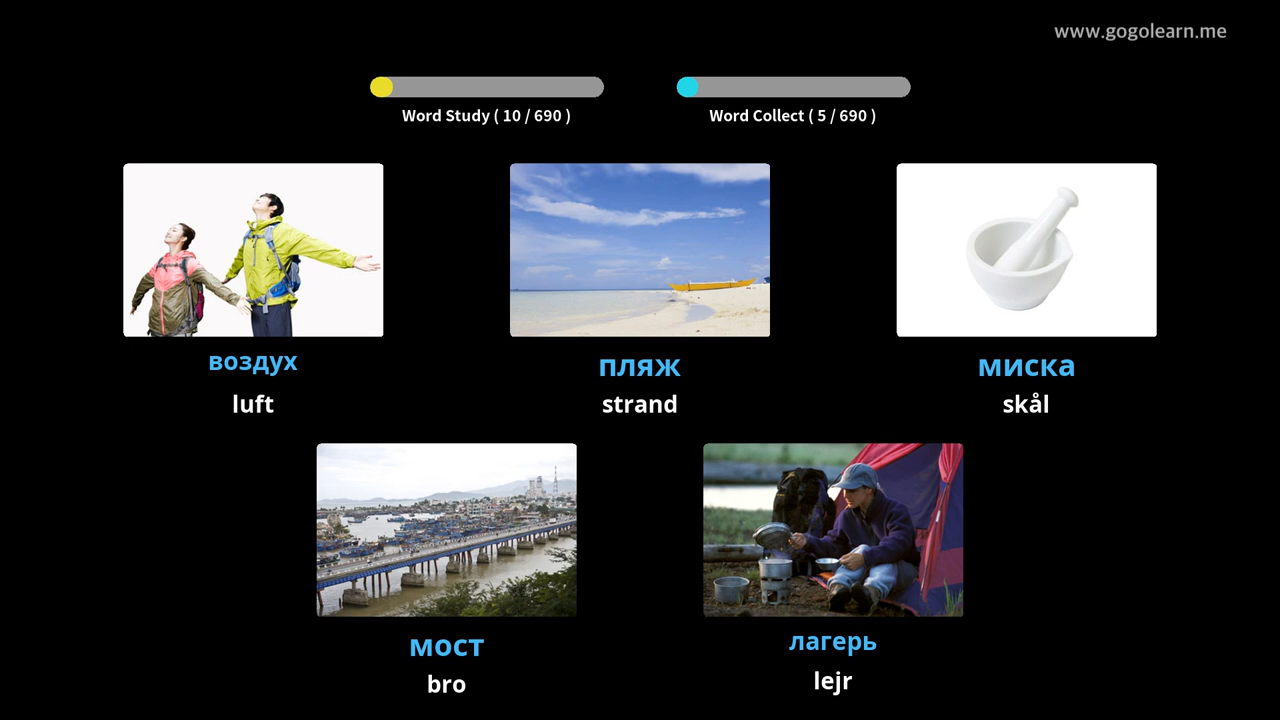 www.gogolearn.me
Word Study ( 10 / 690 )
Word Collect ( 5 / 690 )
воздух
luft
пляж
strand
миска
skål
мост
bro
лагерь
lejr